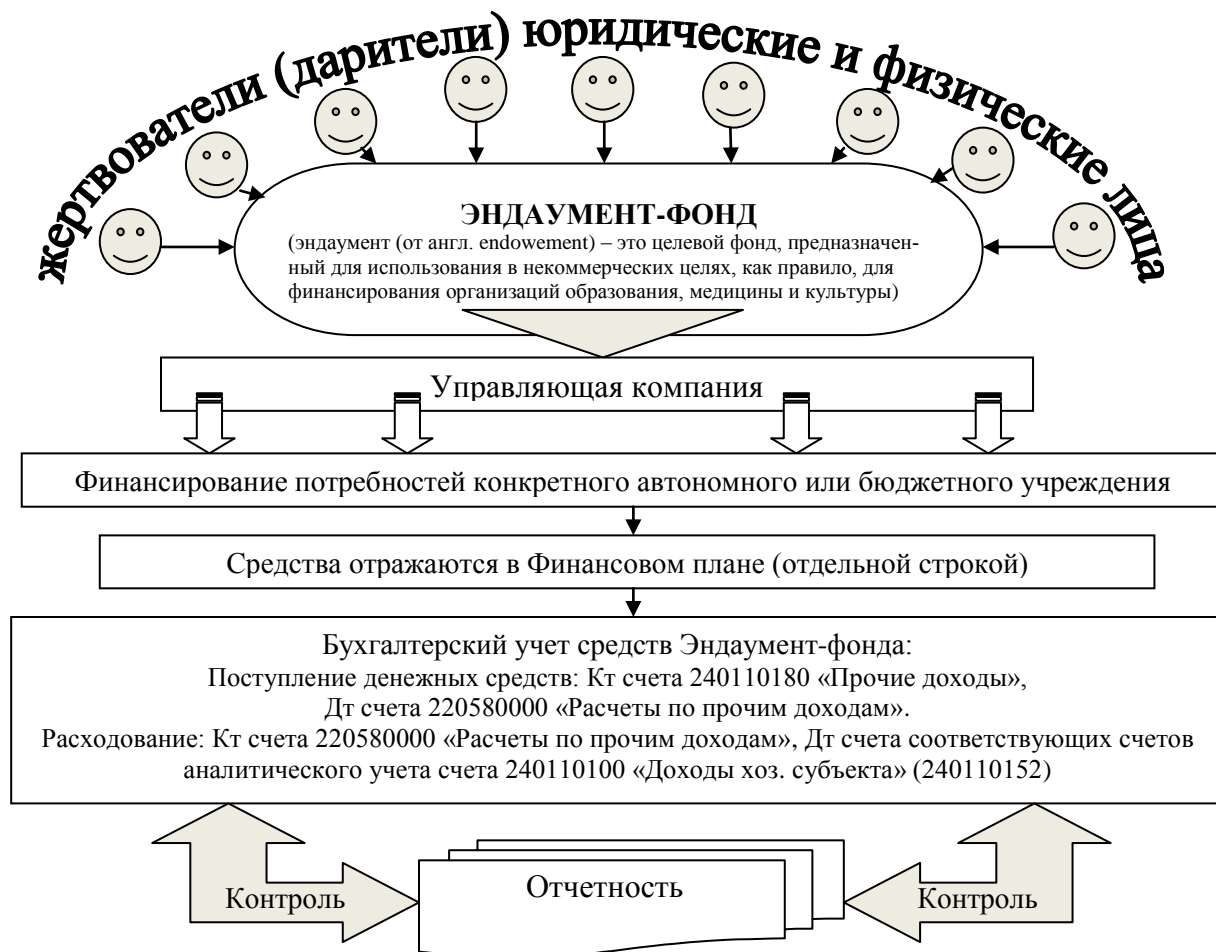 жертвователи (дарители) юридические и физические лица
ЭНДАУМЕНТ-ФОНД
(эндаумент (от англ. endowement) – это целевой фонд, предназначен-
ный для использования в некоммерческих целях, как правило, для
финансирования организаций образования, медицины и культуры)
Управляющая компания
Финансирование потребностей конкретного автономного или бюджетного учреждения
Средства отражаются в Финансовом плане (отдельной строкой)
Бухгалтерский учет средств Эндаумент-фонда:
Поступление денежных средств: Кт счета 240110180 «Прочие доходы»,
Дт счета 220580000 «Расчеты по прочим доходам».
Расходование: Кт счета 220580000 «Расчеты по прочим доходам», Дт счета соответствующих счетов
аналитического учета счета 240110100 «Доходы хоз. субъекта» (240110152)
Контроль
Отчетность
Контроль